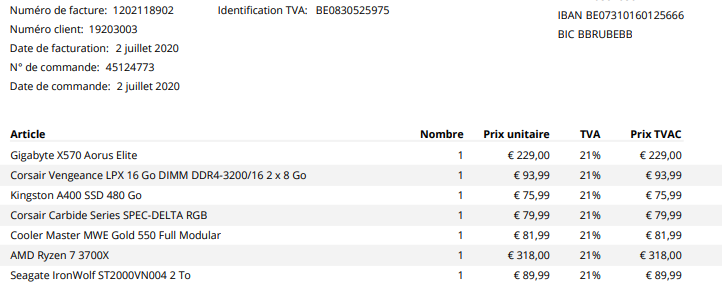 Numéro de facture: 1202118902 Identification TVA: BE0830525975
IBAN BE07310160125666
Numéro client: 19203003
BIC BBRUBEBB
Date de facturation: 2 juillet 2020
N° de commande: 45124773
Date de commande: 2 juillet 2020
Article Nombre Prix unitaire TVA Prix TVAC
Gigabyte X570 Aorus Elite 1 € 229,00 21% € 229,00
Corsair Vengeance LPX 16 Go DIMM DDR4-3200/16 2 x 8 Go 1 € 93,99 21% € 93,99
Kingston A400 SSD 480 Go 1 € 75,99 21% € 75,99
Corsair Carbide Series SPEC-DELTA RGB 1 € 79,99 21% € 79,99
Cooler Master MWE Gold 550 Full Modular 1 € 81,99 21% € 81,99
AMD Ryzen 7 3700X 1 € 318,00 21% € 318,00
Seagate IronWolf ST2000VN004 2 To 1 € 89,99 21% € 89,99